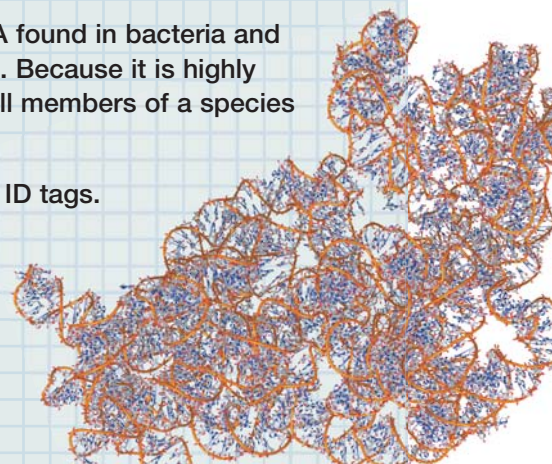 A found in bacteria and
. Because it is highly
ll members of a species
ID tags.